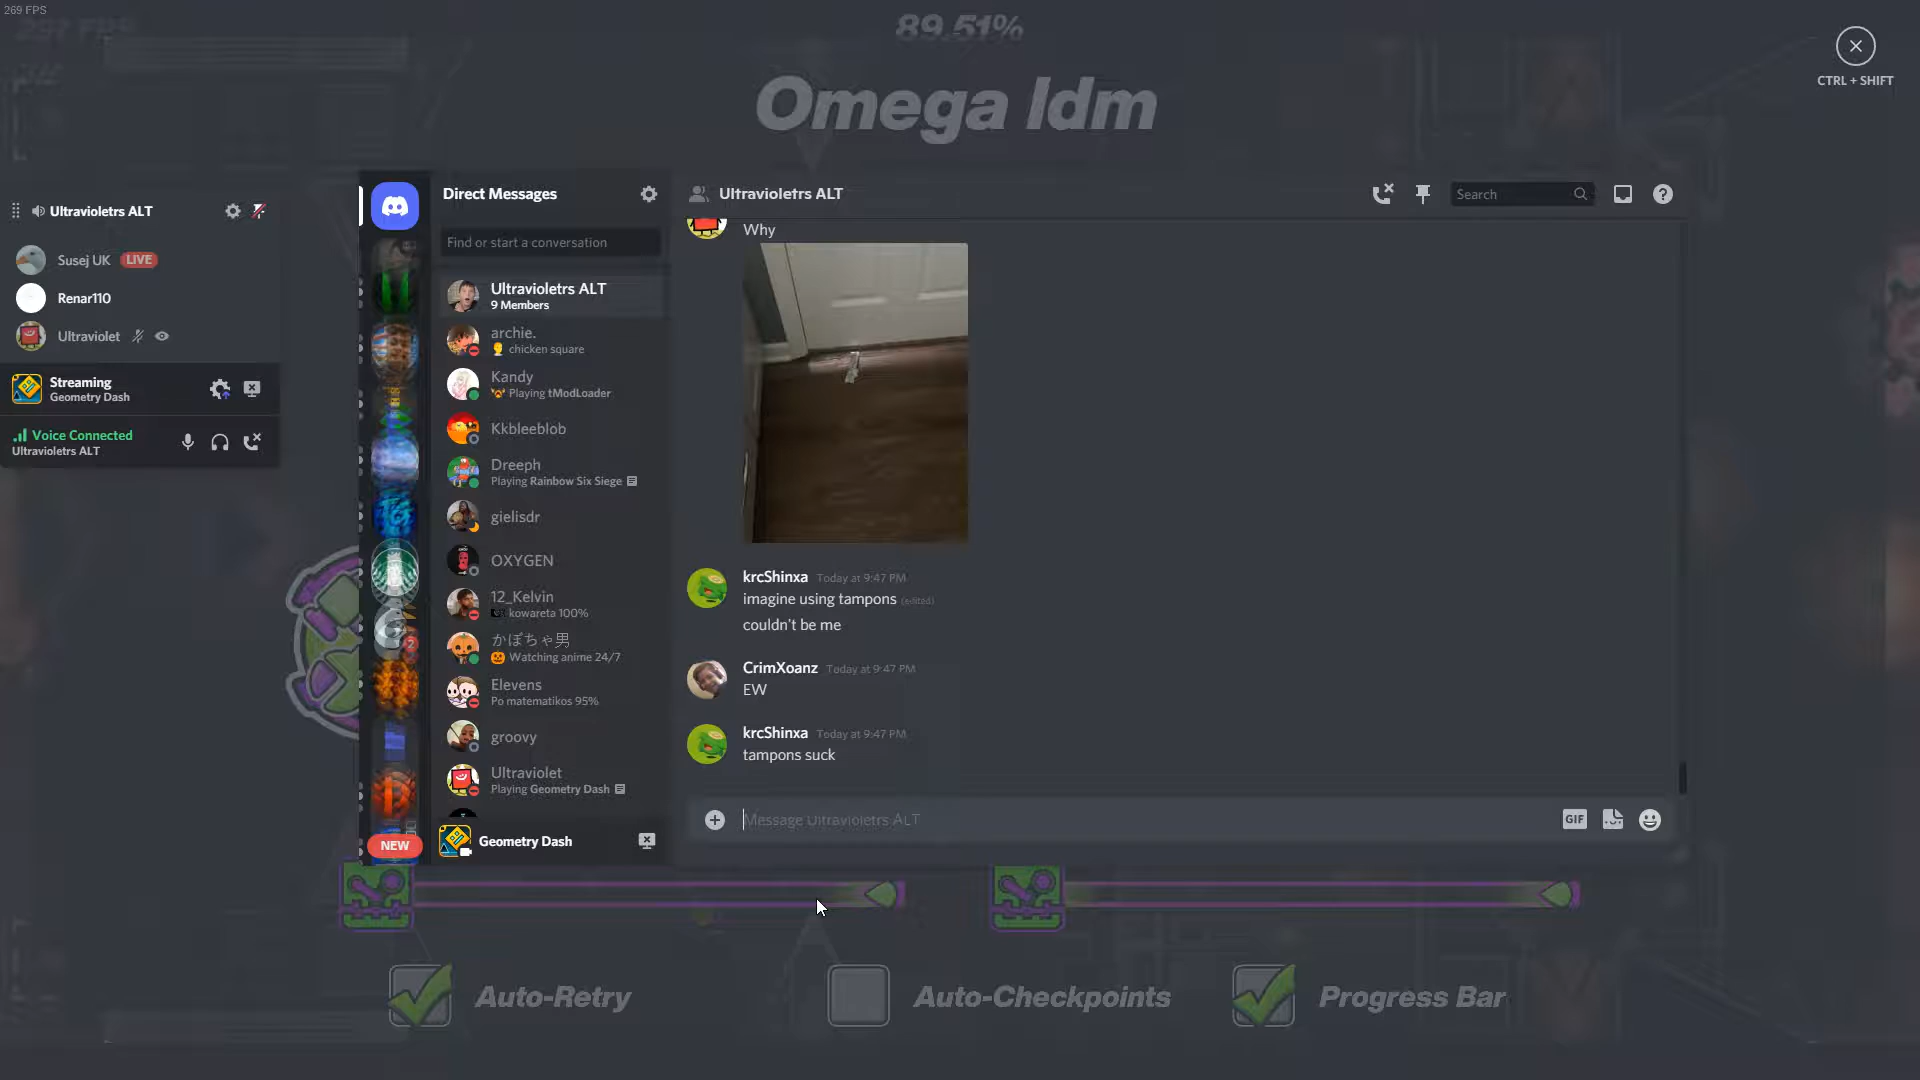 269 FPS
89.51%
Omega ldm
CTRL + SHIFT
Ultravioletrs ALT
Susej UK LIVE
Renar110
Ultraviolet
Streaming
Geometry Dash
Voice Connected
Ultravioletrs ALT
Direct Messages
Find or start a conversation
Ultravioletrs ALT
9 Members
archie.
chicken square
Kandy
Playing tModLoader
Kkbleeblob
Dreeph
Playing Rainbow Six Siege
gielisdr
OXYGEN
12_Kelvin
kowareta 100%
かぼちゃ男
Watching anime 24/7
Elevens
Po matematikos 95%
groovy
Ultraviolet
Playing Geometry Dash
2
NEW
Geometry Dash
Ultravioletrs ALT
Search
Why
krcShinxa Today at 9:47 PM
imagine using tampons (edited)
couldn't be me
CrimXoanz Today at 9:47 PM
EW
krcShinxa Today at 9:47 PM
tampons suck
Message Ultravioletrs ALT
GIF
Auto-Retry
Auto-Checkpoints
Progress Bar